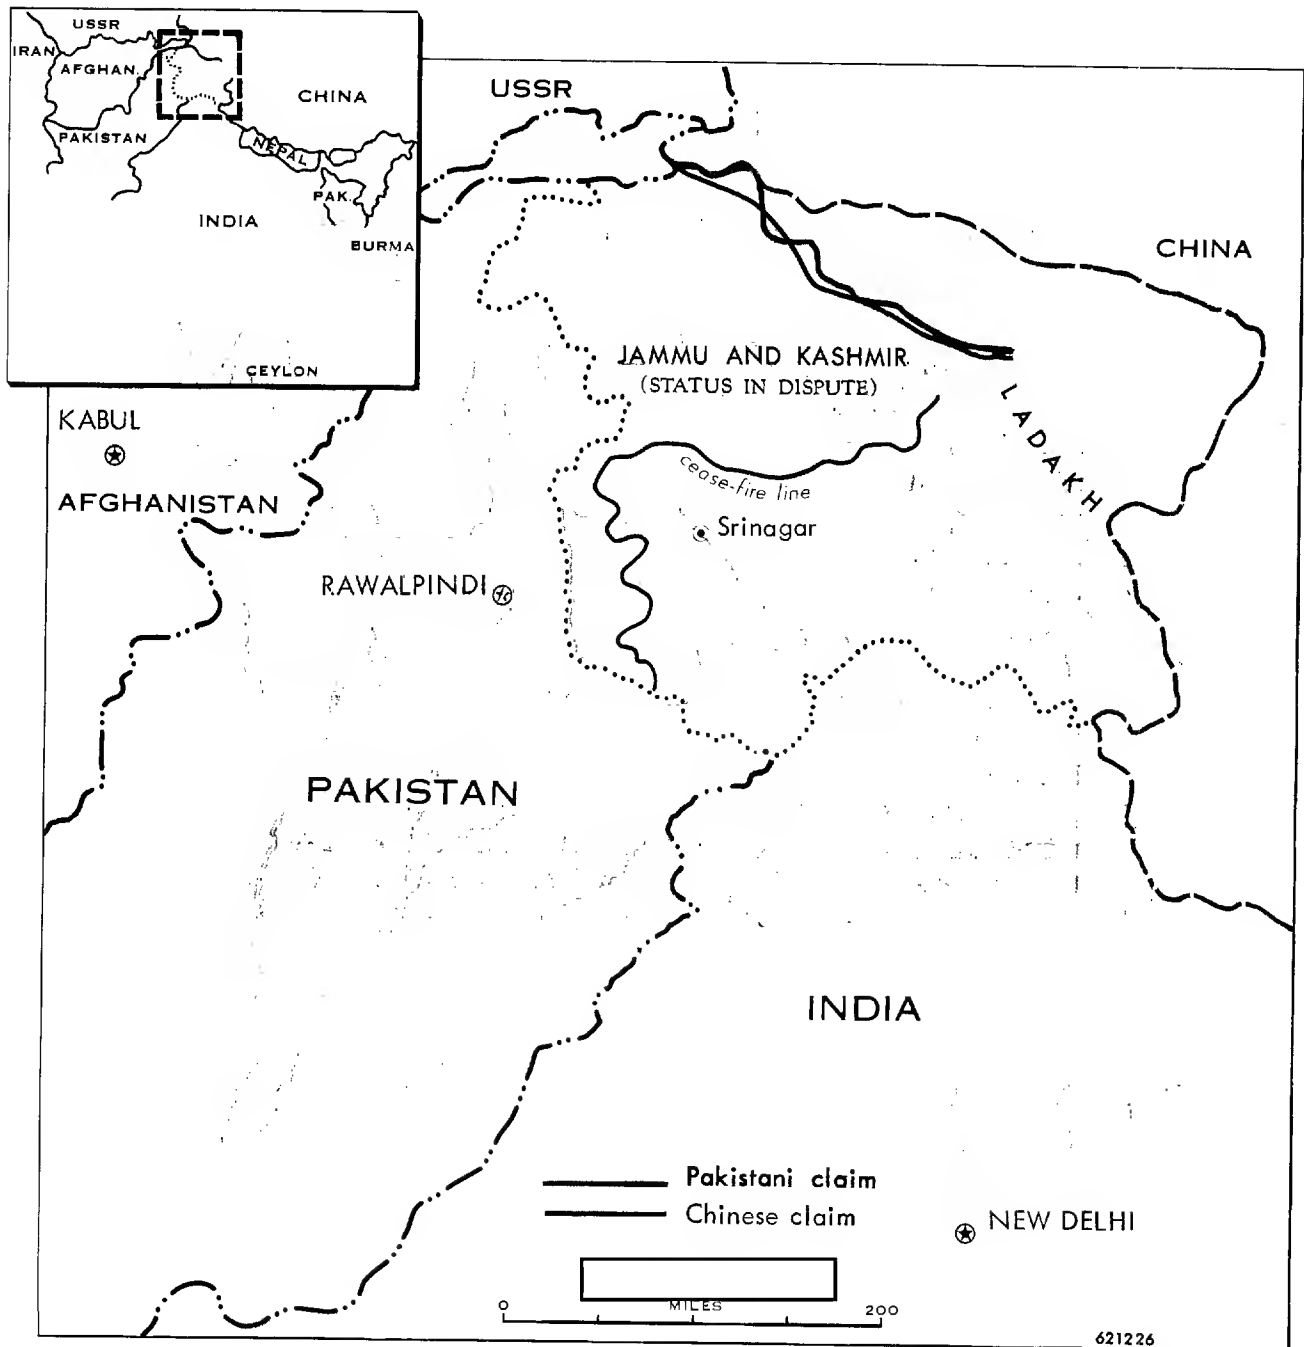 USSR
IRAN
AFGHAN.
CHINA
PAKISTAN
NEPAL
PAK.
INDIA
BURMA
CEYLON
USSR
CHINA
JAMMU AND KASHMIR
(STATUS IN DISPUTE)
LADAKH
KABUL
AFGHANISTAN
cease-fire line
Srinagar
RAWALPINDI
PAKISTAN
INDIA
Pakistani claim
Chinese claim
NEW DELHI
0 MILES 200
621226